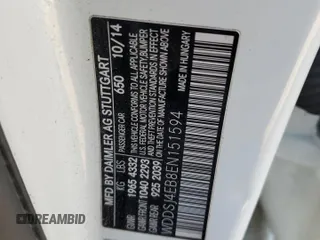 MFD BY DAIMLER AG STUTTGART
PASSENGER CAR 650 10/14
KG LBS
GVWR 1965 4332
GAWR FRONT 1040 2293
GAWR REAR 925 2039
THIS VEHICLE CONFORMS TO ALL APPLICABLE
U.S. FEDERAL MOTOR VEHICLE SAFETY, BUMPER
AND THEFT PREVENTION STANDARDS IN EFFECT
ON THE DATE OF MANUFACTURE SHOWN ABOVE
MADE IN HUNGARY
WDDSJ4EB8EN151594
BIDARAMBID